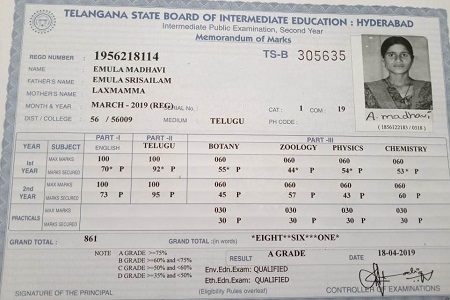 TELANGANA STATE BOARD OF INTERMEDIATE EDUCATION : HYDERABAD
Intermediate Public Examination, Second Year
Memorandum of Marks
REGD NUMBER : 1956218114 TS-B 305635
NAME EMULA MADHAVI
FATHER'S NAME EMULA SRISAILAM
MOTHER'S NAME LAXMAMMA
MONTH & YEAR MARCH - 2019 (REG) SERIAL No. CAT : 1 COM : 19
DIST / COLLEGE 56 / 56009 MEDIUM TELUGU PH CODE
A. madhavi
(1956122183 / 0318)
PART -I PART -II PART-III
YEAR SUBJECT ENGLISH TELUGU BOTANY ZOOLOGY PHYSICS CHEMISTRY
1st YEAR MAX MARKS 100 100 060 060 060 060
MARKS SECURED 70* P 92* P 55* P 44* P 54* P 53* P
2nd YEAR MAX MARKS 100 100 060 060 060 060
MARKS SECURED 73 P 95 P 45 P 57 P 43 P 60 P
PRACTICALS MAX MARKS 030 030 030 030
MARKS SECURED 30 P 30 P 30 P 30 P
GRAND TOTAL : 861 GRAND TOTAL :(in words) *EIGHT**SIX***ONE*
NOTE A GRADE >=75% RESULT A GRADE 18-04-2019
B GRADE >=60% and <75%
C GRADE >=50% and <60% Env.Edn.Exam: QUALIFIED
D GRADE >=35% and <50% Eth.Edn.Exam: QUALIFIED
SIGNATURE OF THE PRINCIPAL (Eligibility Rules overleaf) CONTROLLER OF EXAMINATIONS